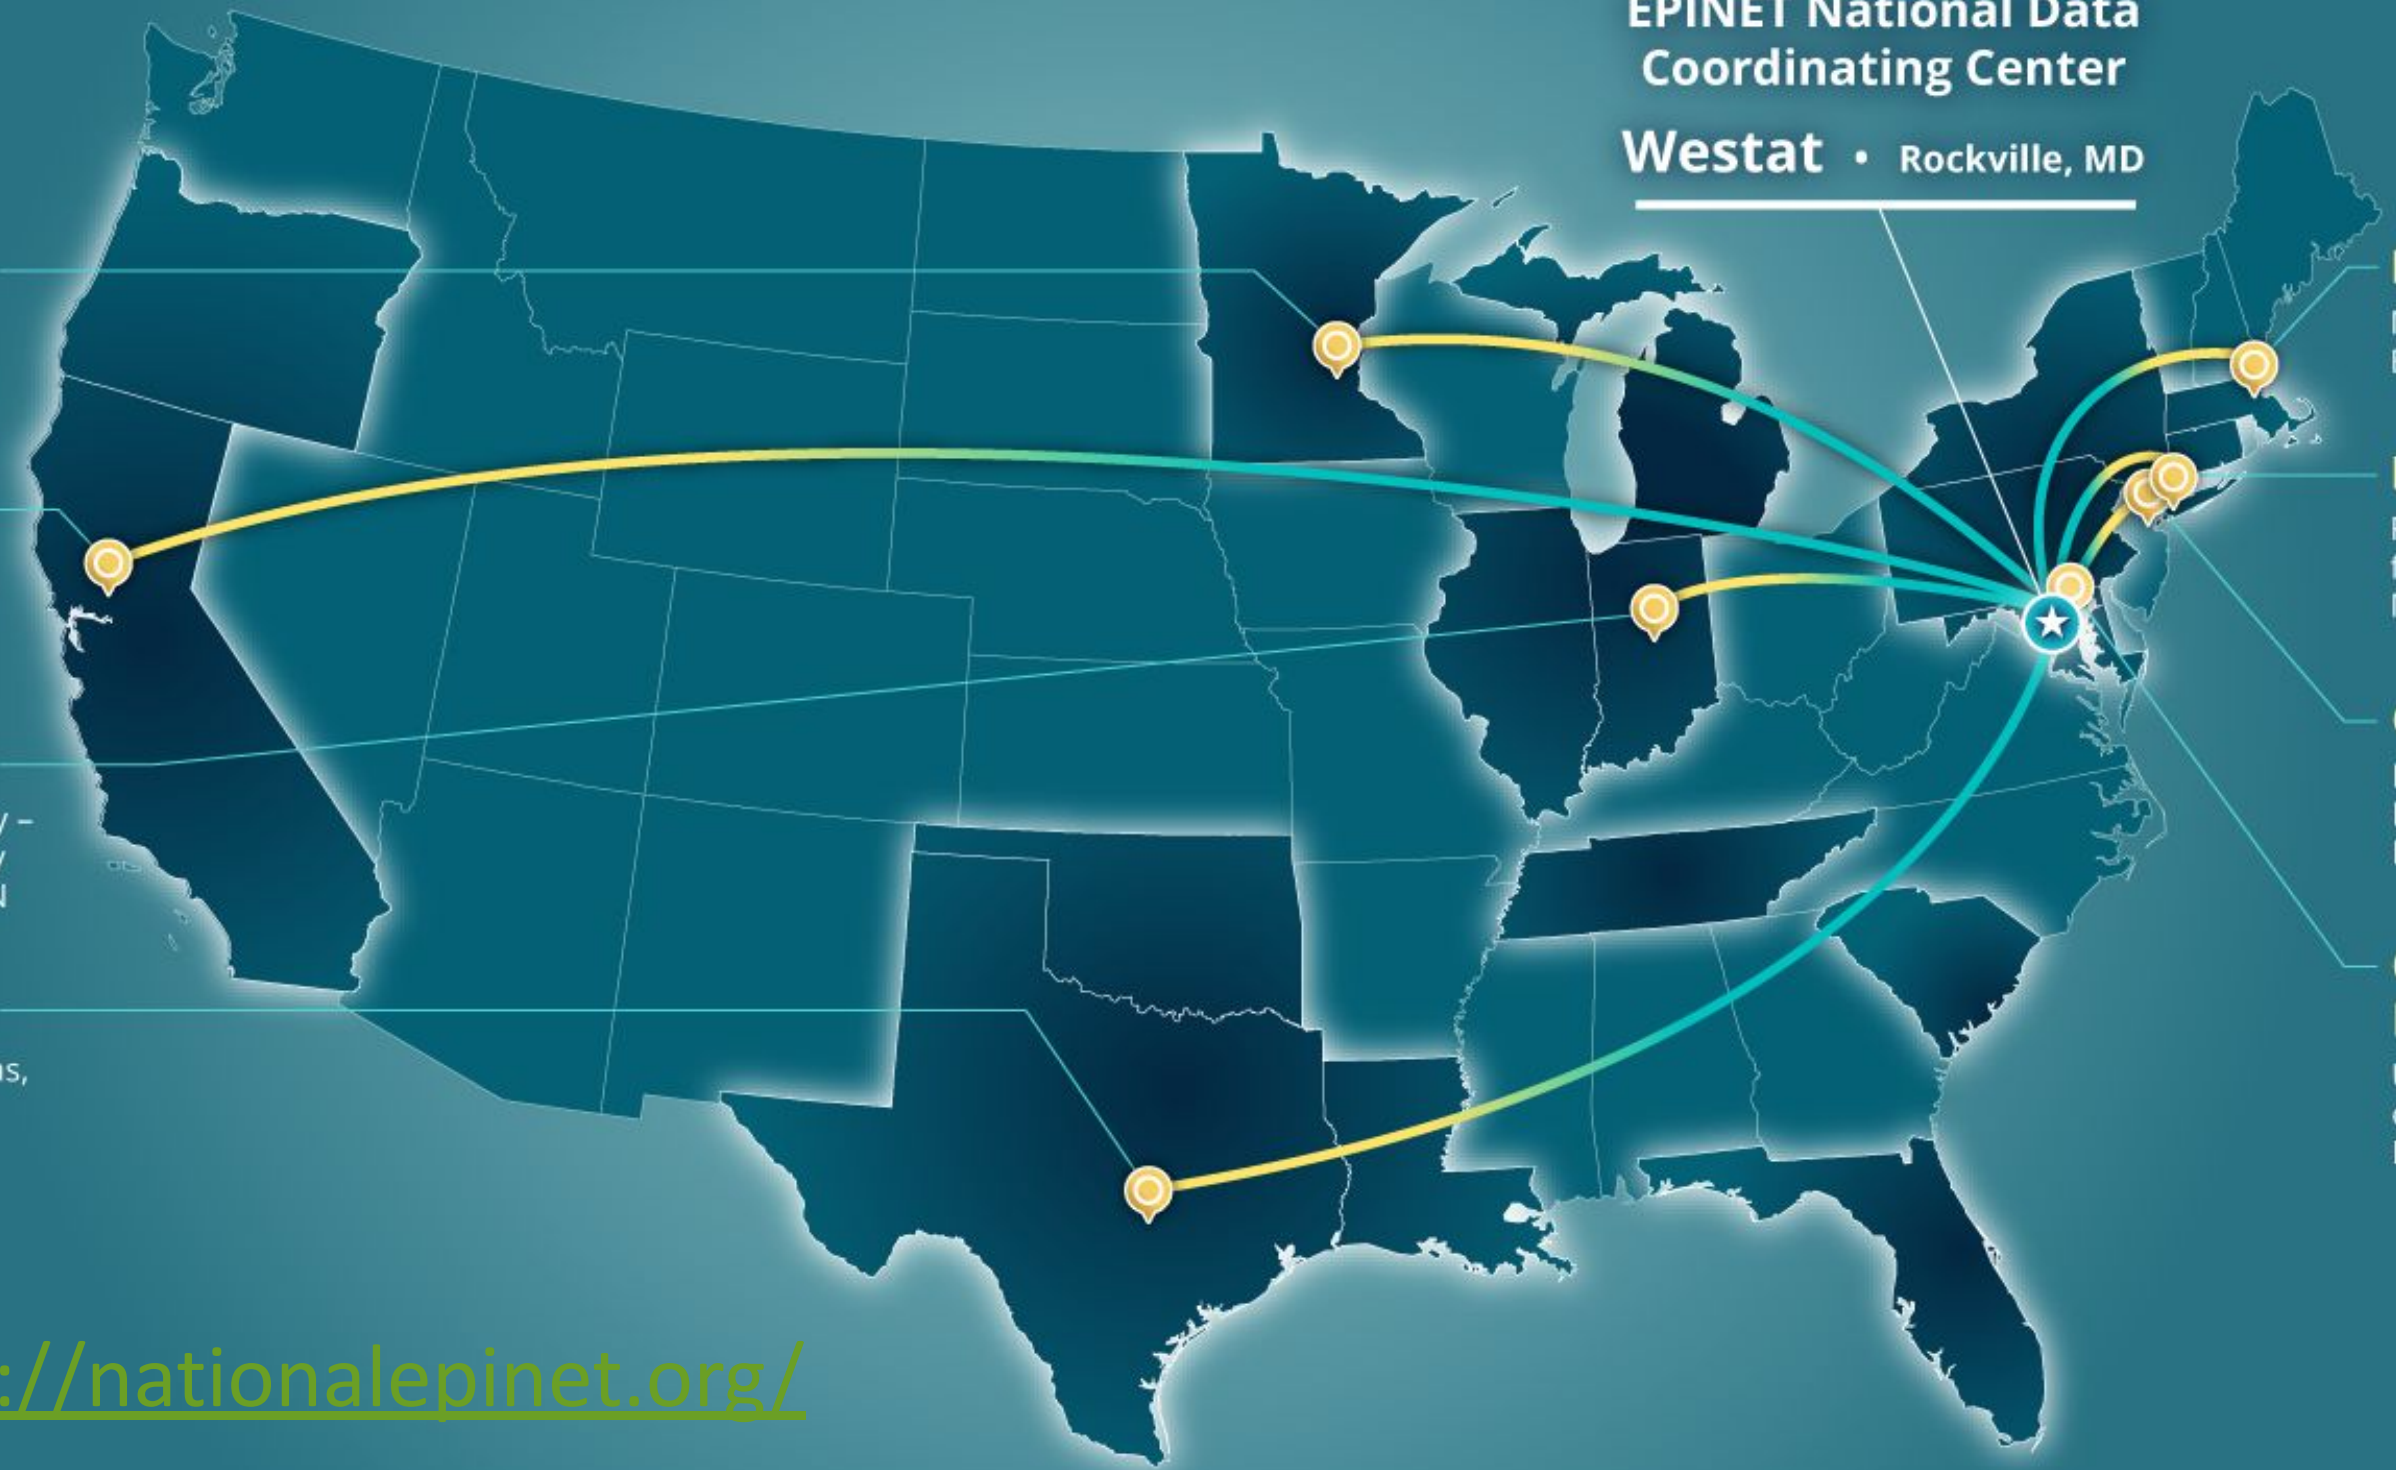 EPINET National Data
Coordinating Center
Westat • Rockville, MD
://nationalepinet.org/